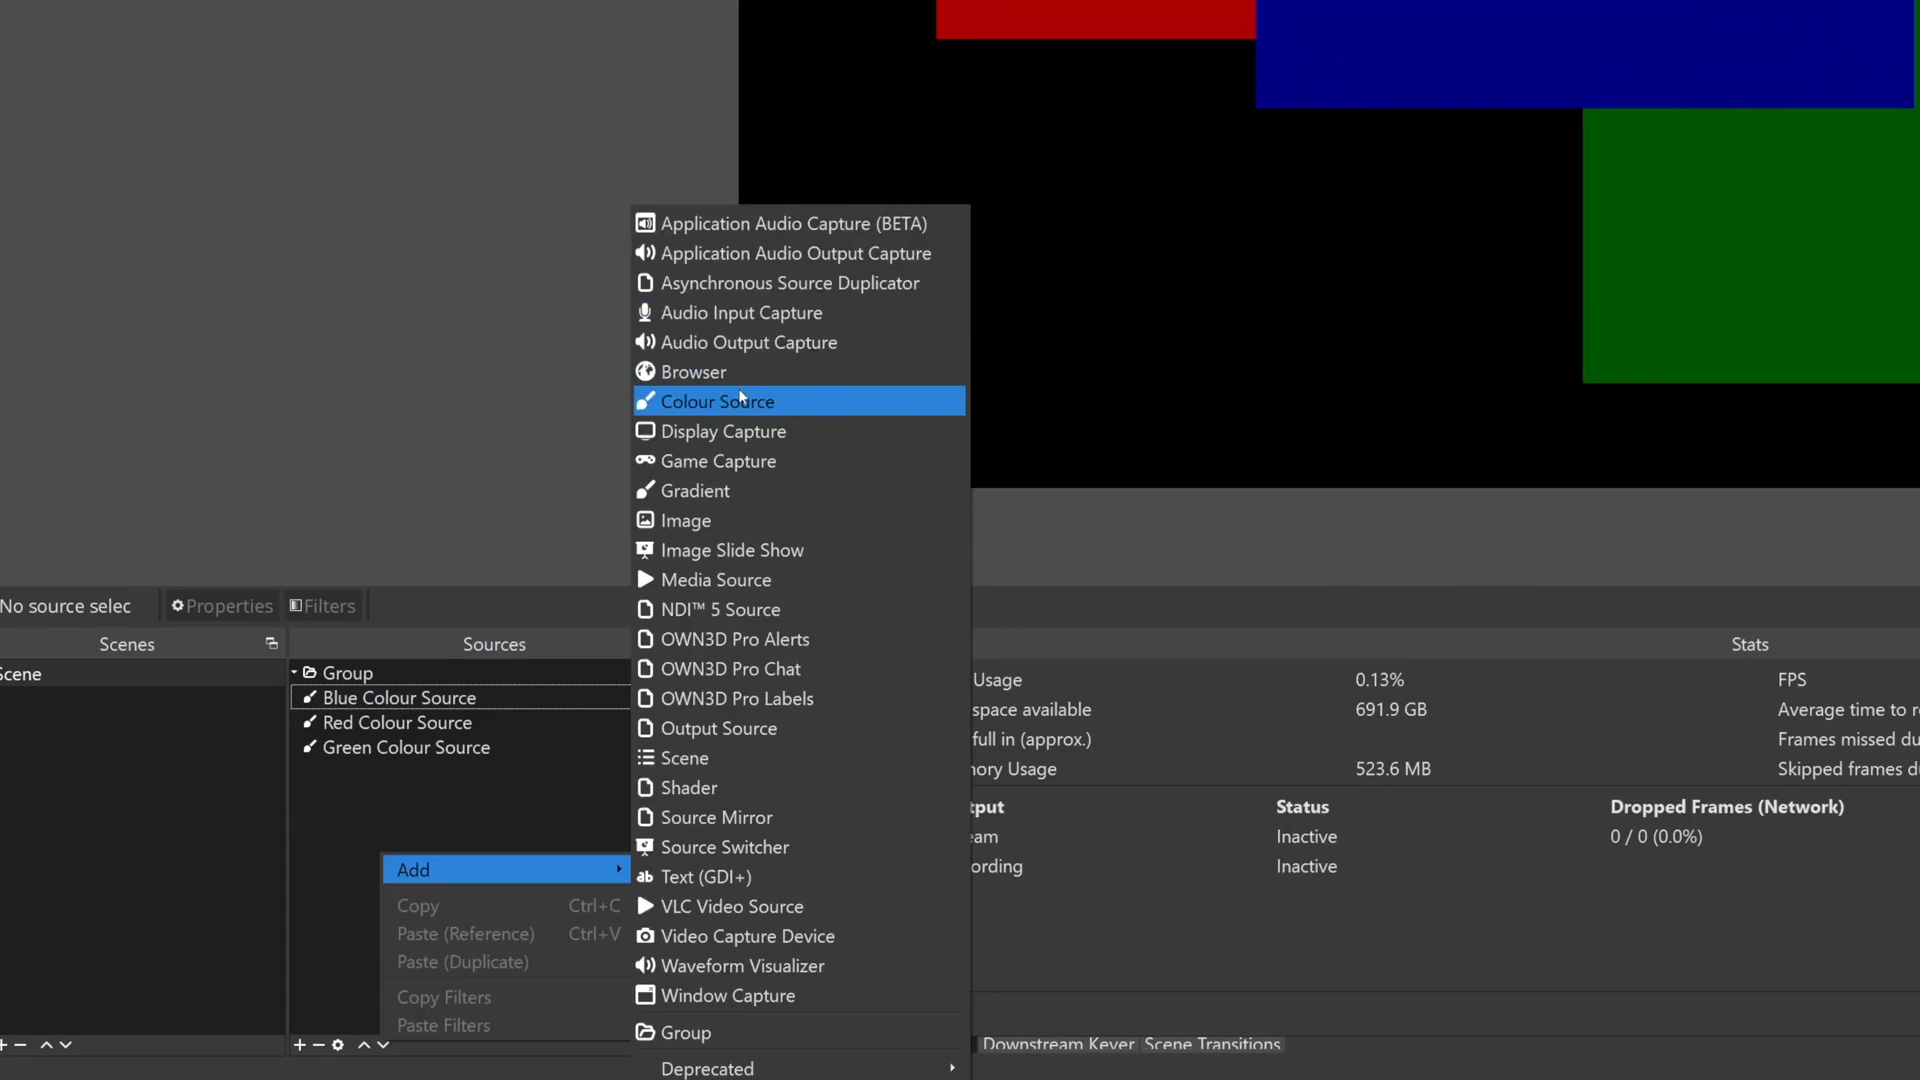 Application Audio Capture (BETA)
Application Audio Output Capture
Asynchronous Source Duplicator
Audio Input Capture
Audio Output Capture
Browser
Colour Source
Display Capture
Game Capture
Gradient
Image
Image Slide Show
Media Source
NDI™ 5 Source
OWN3D Pro Alerts
OWN3D Pro Chat
OWN3D Pro Labels
Output Source
Scene
Shader
Source Mirror
Source Switcher
ab Text (GDI+)
VLC Video Source
Video Capture Device
Waveform Visualizer
Window Capture
Group
Deprecated
No source selec
Properties
Filters
Scenes
Scene
Sources
Group
Blue Colour Source
Red Colour Source
Green Colour Source
Add
Copy Ctrl+C
Paste (Reference) Ctrl+V
Paste (Duplicate)
Copy Filters
Paste Filters
Stats
Usage 0.13% FPS
space available 691.9 GB Average time to r
full in (approx.) Frames missed du
ory Usage 523.6 MB Skipped frames d
tput Status Dropped Frames (Network)
eam Inactive 0 / 0 (0.0%)
ording Inactive
Downstream Keyer Scene Transitions